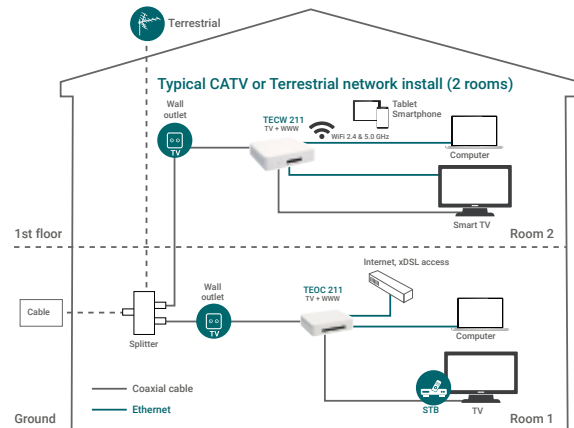 Terrestrial
Typical CATV or Terrestrial network install (2 rooms)
Wall
outlet
TV
TECW 211
TV + WWW
WiFi 2.4 & 5.0 GHz
Tablet
Smartphone
Computer
Smart TV
1st floor
Room 2
Internet, xDSL access
Wall
outlet
TV
TEOC 211
TV + WWW
Cable
Splitter
Computer
Coaxial cable
Ethernet
STB
TV
Ground
Room 1